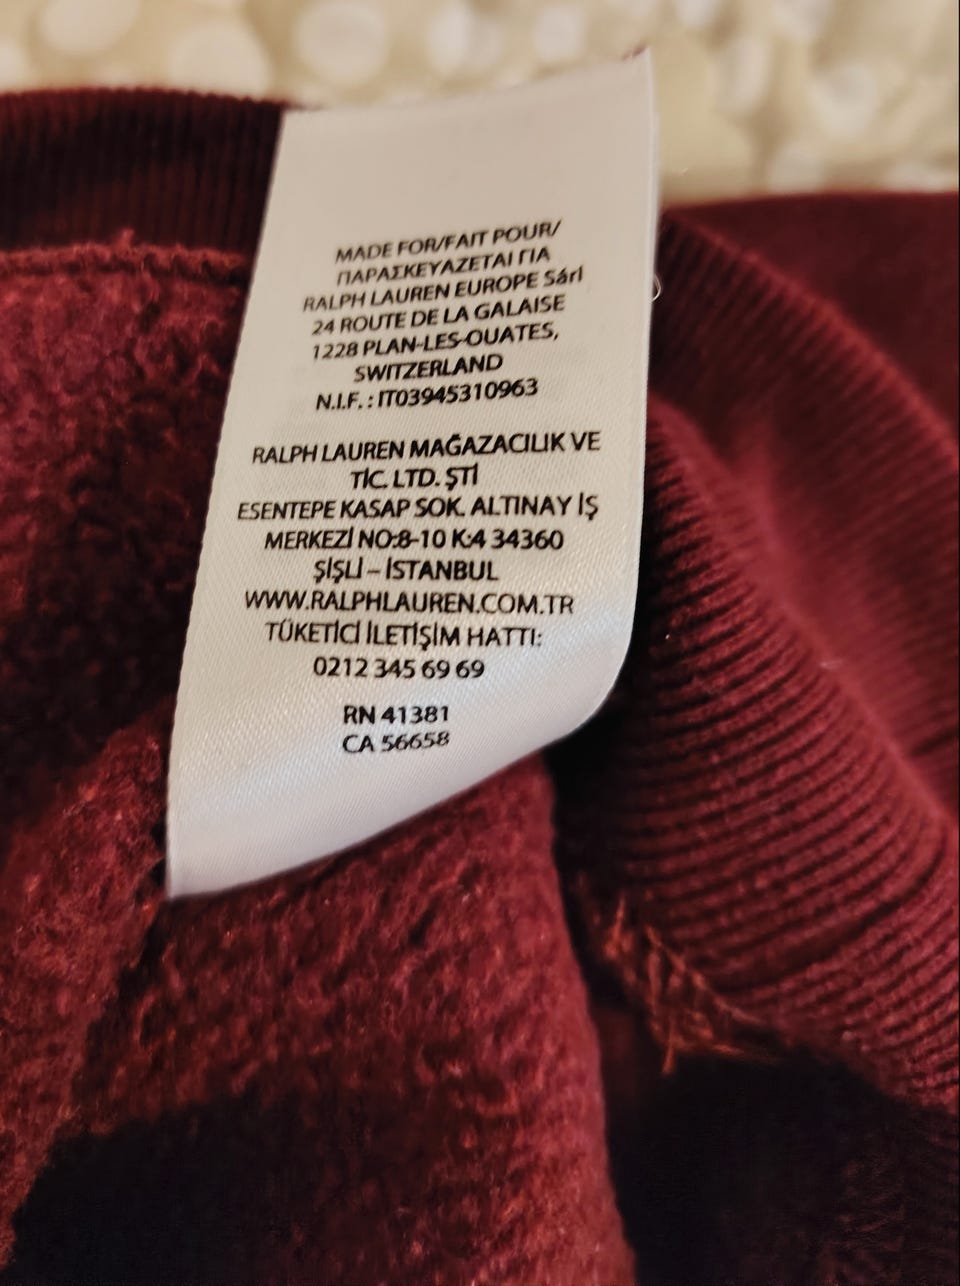 MADE FOR/FAIT POUR/
ΠΑΡΑΣΚΕΥΑΖΕΤΑΙ ΓΙΑ
RALPH LAUREN EUROPE Sárl
24 ROUTE DE LA GALAISE
1228 PLAN-LES-OUATES,
SWITZERLAND
N.I.F. : IT03945310963
RALPH LAUREN MAĞAZACILIK VE
TİC. LTD. ŞTİ
ESENTEPE KASAP SOK. ALTINAY İŞ
MERKEZİ NO:8-10 K:4 34360
ŞİŞLİ – İSTANBUL
WWW.RALPHLAUREN.COM.TR
TÜKETİCİ İLETİŞİM HATTI:
0212 345 69 69
RN 41381
CA 56658